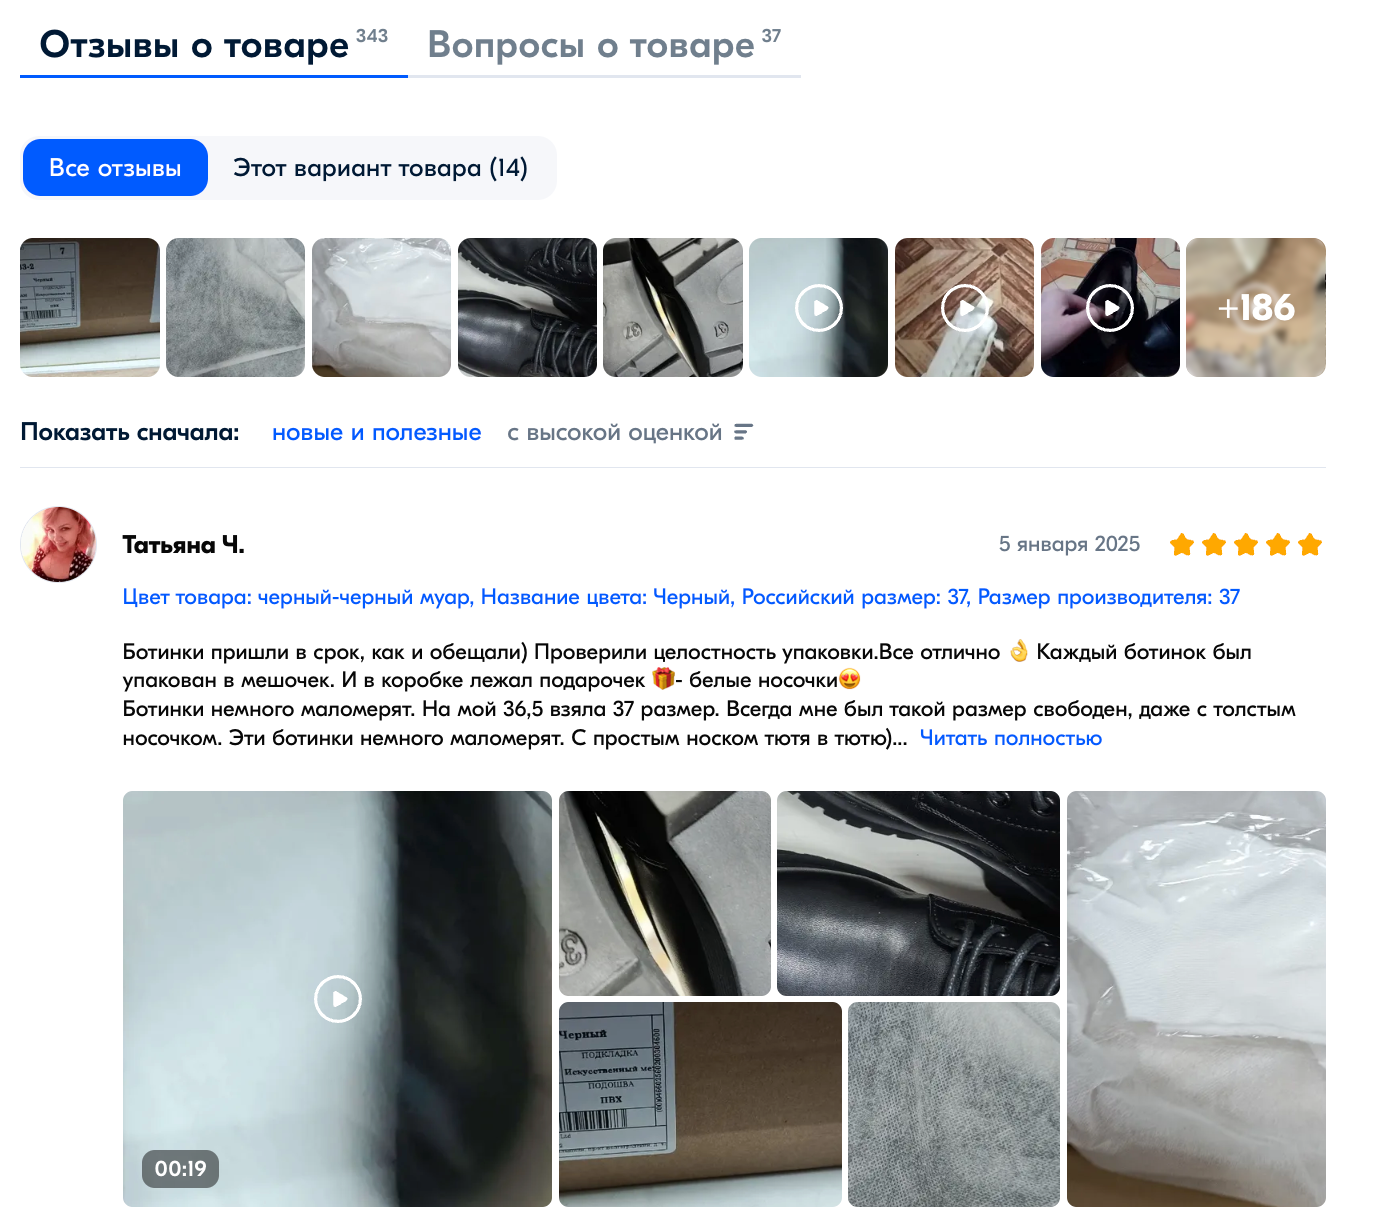 Отзывы о товаре 343 Вопросы о товаре 37
Все отзывы Этот вариант товара (14)
7
Черный
ПВХ
37
+186
Показать сначала: новые и полезные с высокой оценкой
Татьяна Ч. 5 января 2025
Цвет товара: черный-черный муар, Название цвета: Черный, Российский размер: 37, Размер производителя: 37
Ботинки пришли в срок, как и обещали) Проверили целостность упаковки.Все отлично 👌 Каждый ботинок был
упакован в мешочек. И в коробке лежал подарочек 🎁- белые носочки😍
Ботинки немного маломерят. На мой 36,5 взяла 37 размер. Всегда мне был такой размер свободен, даже с толстым
носочком. Эти ботинки немного маломерят. С простым носком тютя в тютю)... Читать полностью
Черный
ПОДКЛАДКА
Искусственный ме
ПОДОШВА
ПВХ
00:19